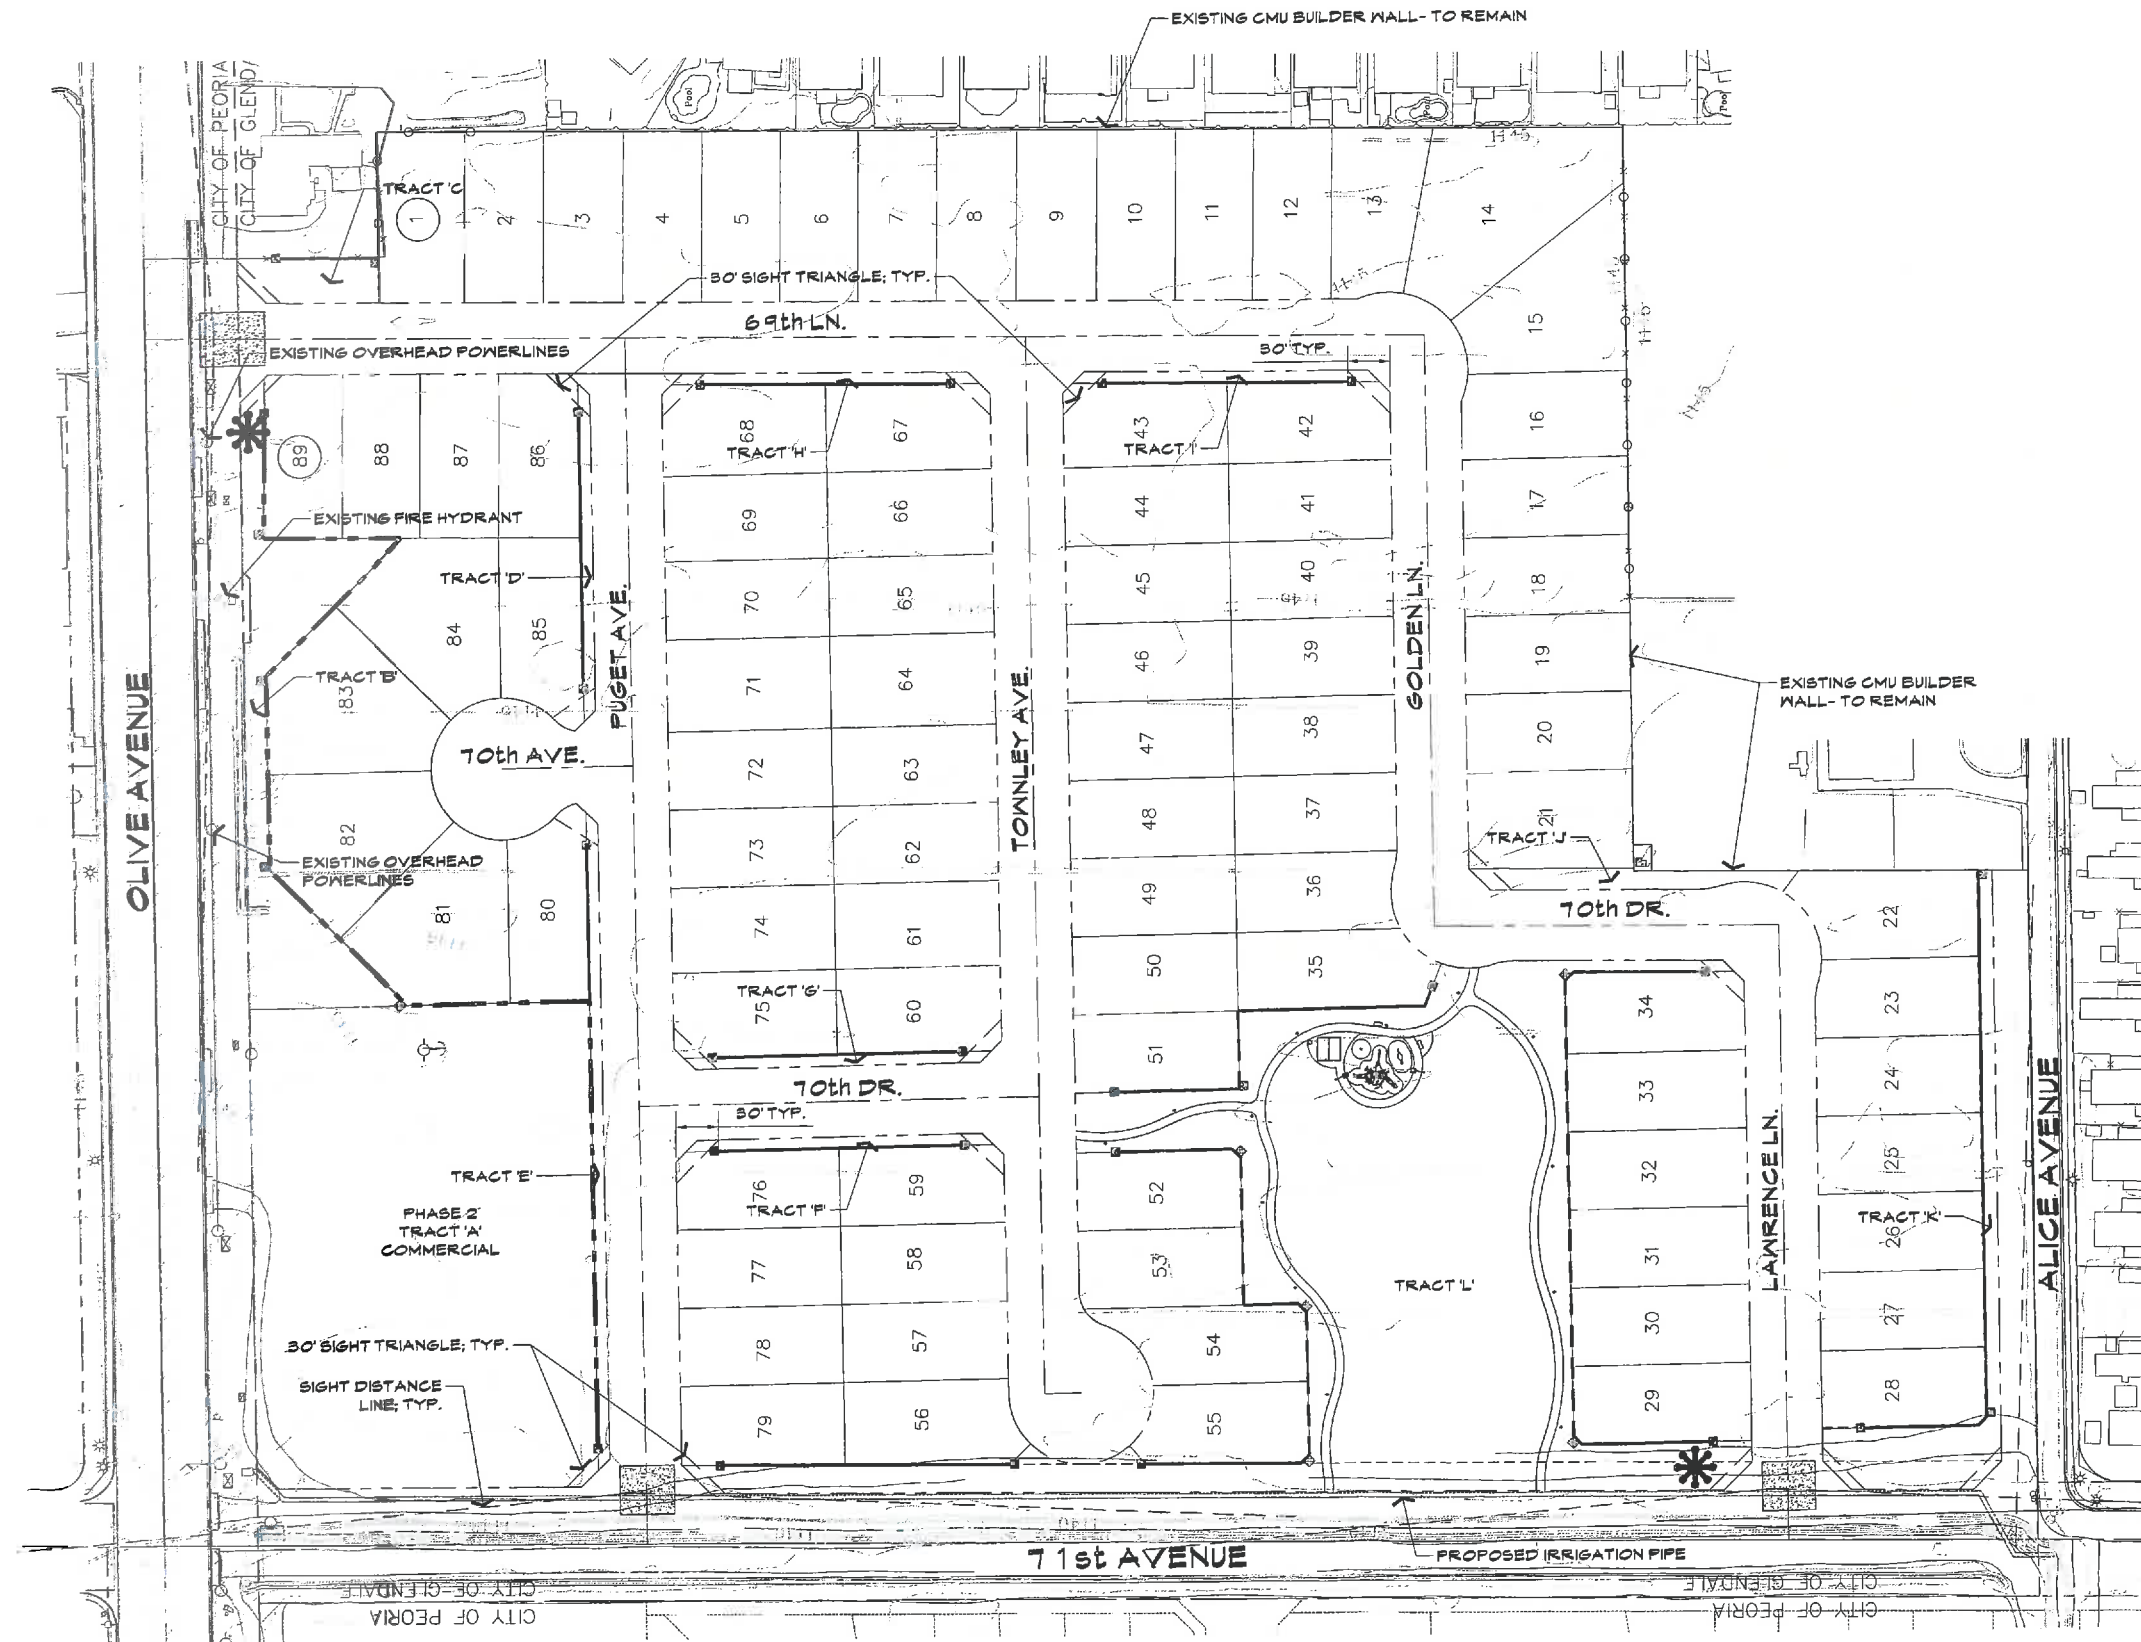 EXISTING CMU BUILDER WALL- TO REMAIN
CITY OF PEORIA
CITY OF GLENDA
Pool
Pool
TRACT 'C'
1
2
3
4
5
6
7
8
9
10
11
12
13
14
30' SIGHT TRIANGLE; TYP.
69th LN.
EXISTING OVERHEAD POWERLINES
30' TYP.
15
16
17
18
19
20
21
89
88
87
86
68
67
TRACT 'H'
43
42
TRACT 'I'
EXISTING FIRE HYDRANT
69
66
44
41
TRACT 'D'
70
65
45
40
84
85
PUGET AVE.
GOLDEN LN.
TRACT 'B'
83
71
64
46
39
OLIVE AVENUE
70th AVE.
TOWNLEY AVE.
72
63
47
38
EXISTING CMU BUILDER
WALL- TO REMAIN
82
73
62
48
37
TRACT 'J'
EXISTING OVERHEAD
POWERLINES
81
80
74
61
49
36
70th DR.
22
75
60
TRACT 'G'
50
35
34
23
51
33
24
70th DR.
30' TYP.
TRACT 'E'
76
59
TRACT 'F'
52
32
25
LAWRENCE LN.
ALICE AVENUE
PHASE 2
TRACT 'A'
COMMERCIAL
TRACT 'K'
26
77
58
53
31
TRACT 'L'
30' SIGHT TRIANGLE; TYP.
78
57
54
30
27
SIGHT DISTANCE
LINE; TYP.
79
56
55
29
28
71st AVENUE
PROPOSED IRRIGATION PIPE
CITY OF GLENDALE
CITY OF PEORIA
CITY OF GLENDALE
CITY OF PEORIA